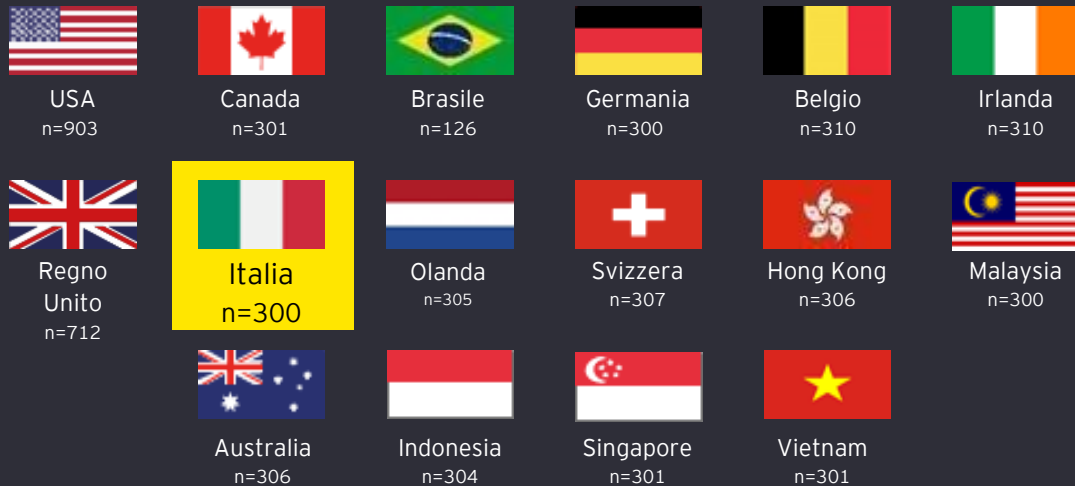 USA
n=903
Canada
n=301
Brasile
n=126
Germania
n=300
Belgio
n=310
Irlanda
n=310
Regno
Unito
n=712
Italia
n=300
Olanda
n=305
Svizzera
n=307
Hong Kong
n=306
Malaysia
n=300
Australia
n=306
Indonesia
n=304
Singapore
n=301
Vietnam
n=301